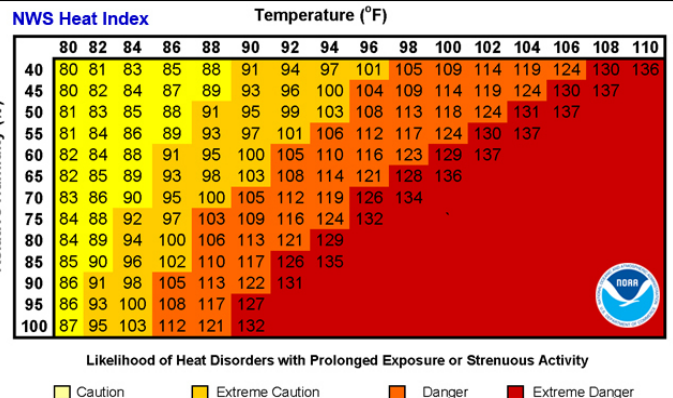 NWS Heat Index
Temperature (°F)
80 82 84 86 88 90 92 94 96 98 100 102 104 106 108 110
40 80 81 83 85 88 91 94 97 101 105 109 114 119 124 130 136
45 80 82 84 87 89 93 96 100 104 109 114 119 124 130 137
50 81 83 85 88 91 95 99 103 108 113 118 124 131 137
55 81 84 86 89 93 97 101 106 112 117 124 130 137
60 82 84 88 91 95 100 105 110 116 123 129 137
65 82 85 89 93 98 103 108 114 121 128 136
70 83 86 90 95 100 105 112 119 126 134
75 84 88 92 97 103 109 116 124 132
80 84 89 94 100 106 113 121 129
85 85 90 96 102 110 117 126 135
90 86 91 98 105 113 122 131
95 86 93 100 108 117 127
100 87 95 103 112 121 132
NOAA
Likelihood of Heat Disorders with Prolonged Exposure or Strenuous Activity
Caution Extreme Caution Danger Extreme Danger